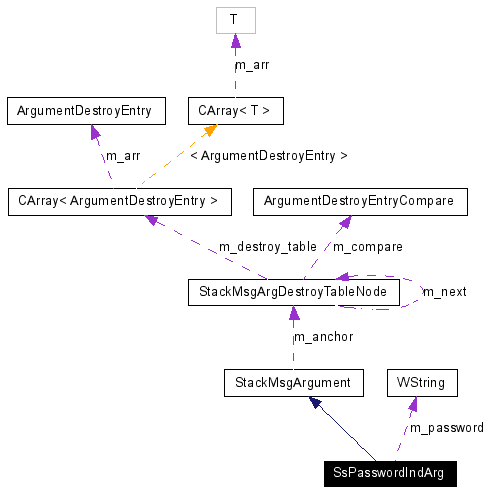 T
m_arr
ArgumentDestroyEntry
CArray< T >
m_arr
< ArgumentDestroyEntry >
CArray< ArgumentDestroyEntry >
ArgumentDestroyEntryCompare
m_destroy_table
m_compare
StackMsgArgDestroyTableNode
m_next
m_anchor
StackMsgArgument
WString
m_password
SsPasswordIndArg